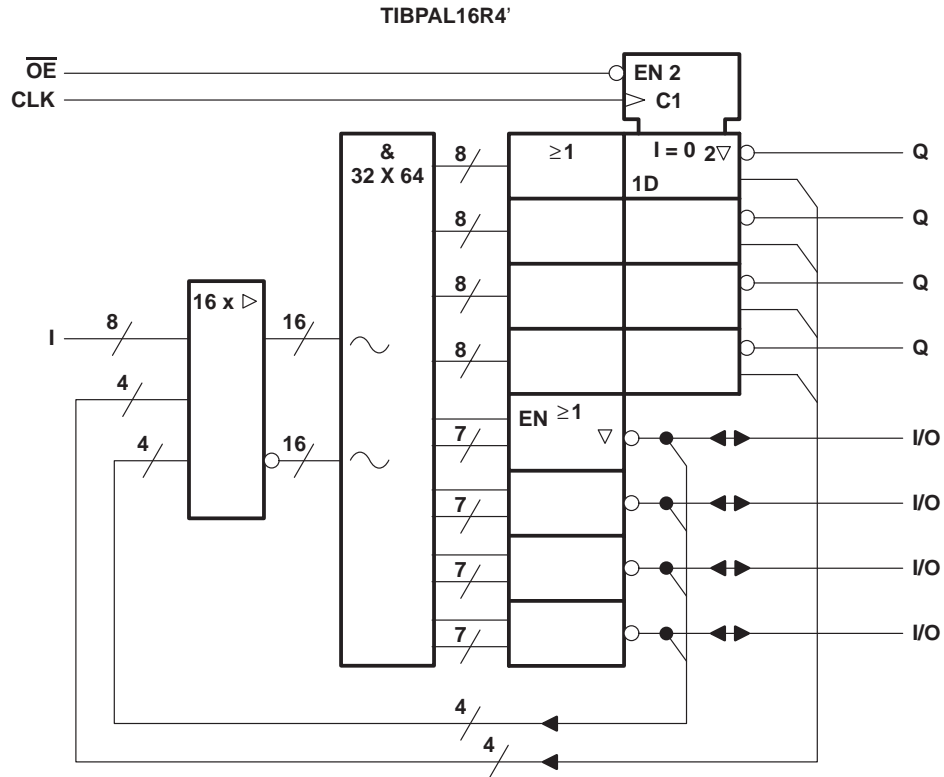 TIBPAL16R4’
OE
CLK
EN 2
C1
&
32 X 64
8
≥1
I = 0 2▽
1D
Q
8
Q
8
Q
8
Q
16 x ▷
I
8
16
4
4
16
EN ≥1
▽
7
I/O
7
I/O
7
I/O
7
I/O
4
4